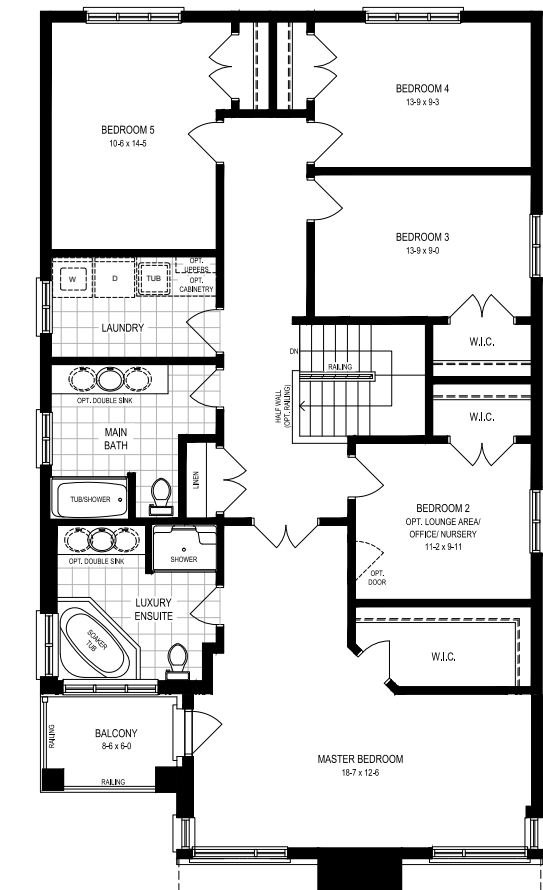 BEDROOM 4
13-9 x 9-3
BEDROOM 5
10-6 x 14-5
BEDROOM 3
13-9 x 9-0
OPT.
UPPERS
W
D
TUB
OPT.
CABINETRY
LAUNDRY
W.I.C.
DN
RAILING
HALF WALL
(OPT. RAILING)
OPT. DOUBLE SINK
W.I.C.
MAIN
BATH
LINEN
TUB/SHOWER
BEDROOM 2
OPT. LOUNGE AREA/
OFFICE/ NURSERY
11-2 x 9-11
OPT. DOUBLE SINK
SHOWER
OPT.
DOOR
LUXURY
ENSUITE
SOAKER
TUB
W.I.C.
RAILING
BALCONY
8-6 x 6-0
RAILING
MASTER BEDROOM
18-7 x 12-6